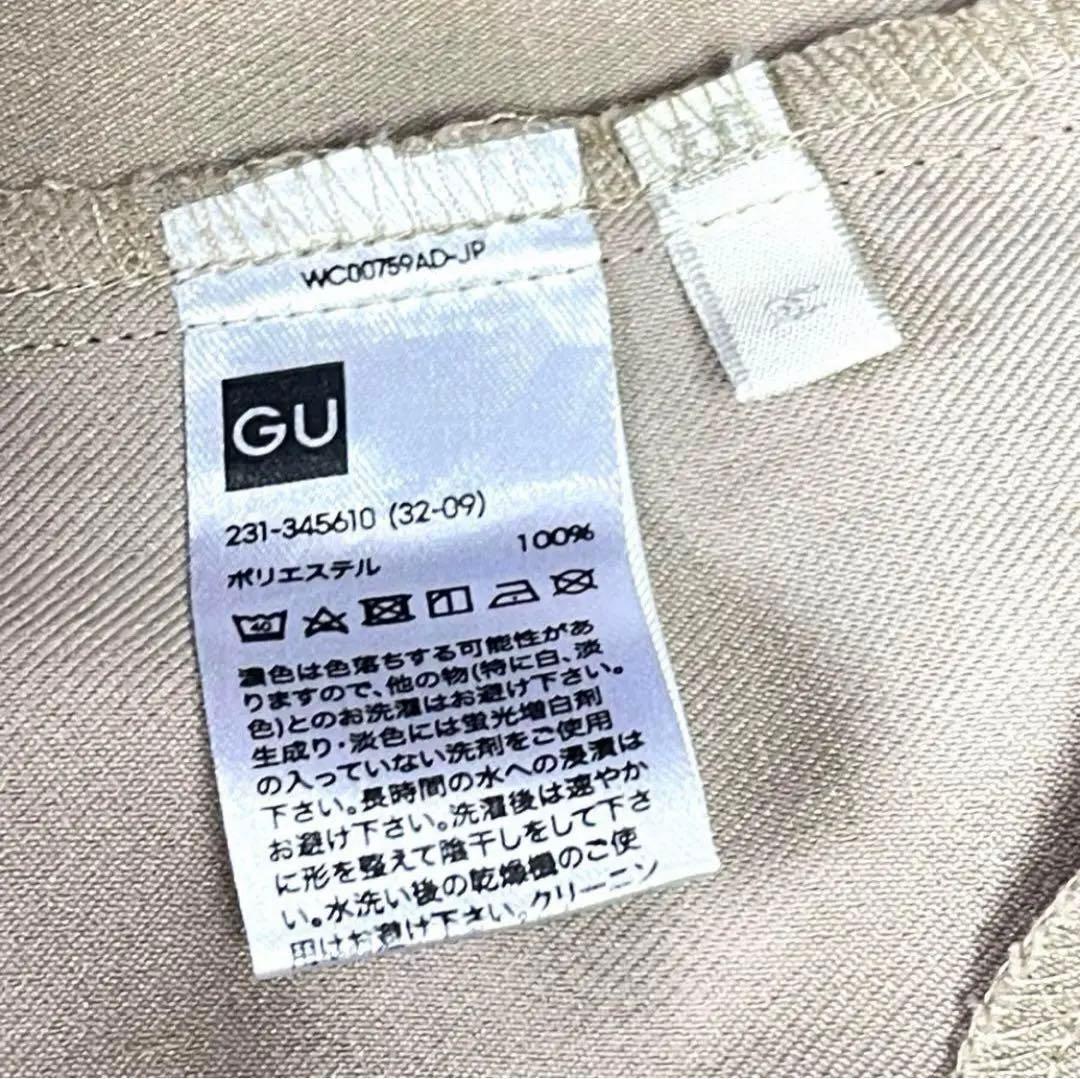 WC00759AD-JP
GU
231-345610 (32-09)
ポリエステル 100%
40
濃色は色落ちする可能性があ
りますので、他の物(特に白、淡
色)とのお洗濯はお避け下さい。
生成り・淡色には蛍光増白剤
の入っていない洗剤をご使用
下さい。長時間の水への浸漬は
お避け下さい。洗濯後は速やか
に形を整えて陰干しをして下さ
い。水洗い後の乾燥機のご使
用はお避け下さい。クリーニン